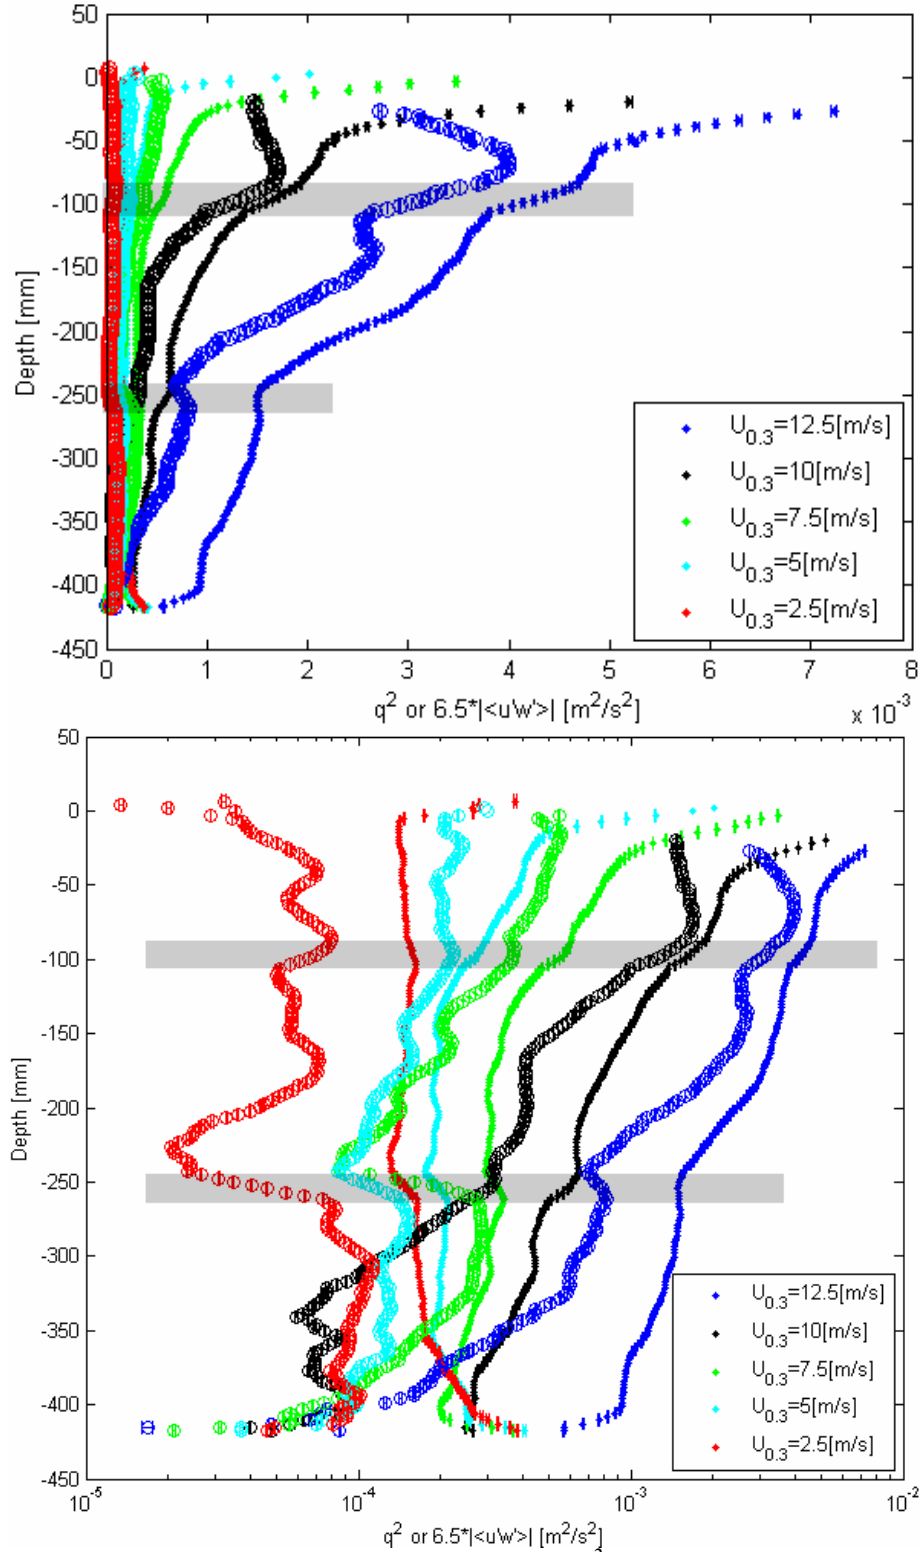 50
0
-50
-100
-150
-200
-250
-300
-350
-400
-450
Depth [mm]
U0.3=12.5[m/s]
U0.3=10[m/s]
U0.3=7.5[m/s]
U0.3=5[m/s]
U0.3=2.5[m/s]
0 1 2 3 4 5 6 7 8
q² or 6.5*|<u'w'>| [m²/s²]
x 10⁻³
50
0
-50
-100
-150
-200
-250
-300
-350
-400
-450
Depth [mm]
U0.3=12.5[m/s]
U0.3=10[m/s]
U0.3=7.5[m/s]
U0.3=5[m/s]
U0.3=2.5[m/s]
10⁻⁵ 10⁻⁴ 10⁻³ 10⁻²
q² or 6.5*|<u'w'>| [m²/s²]